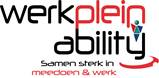 werkplein
ability
Samen sterk in
meedoen & werk